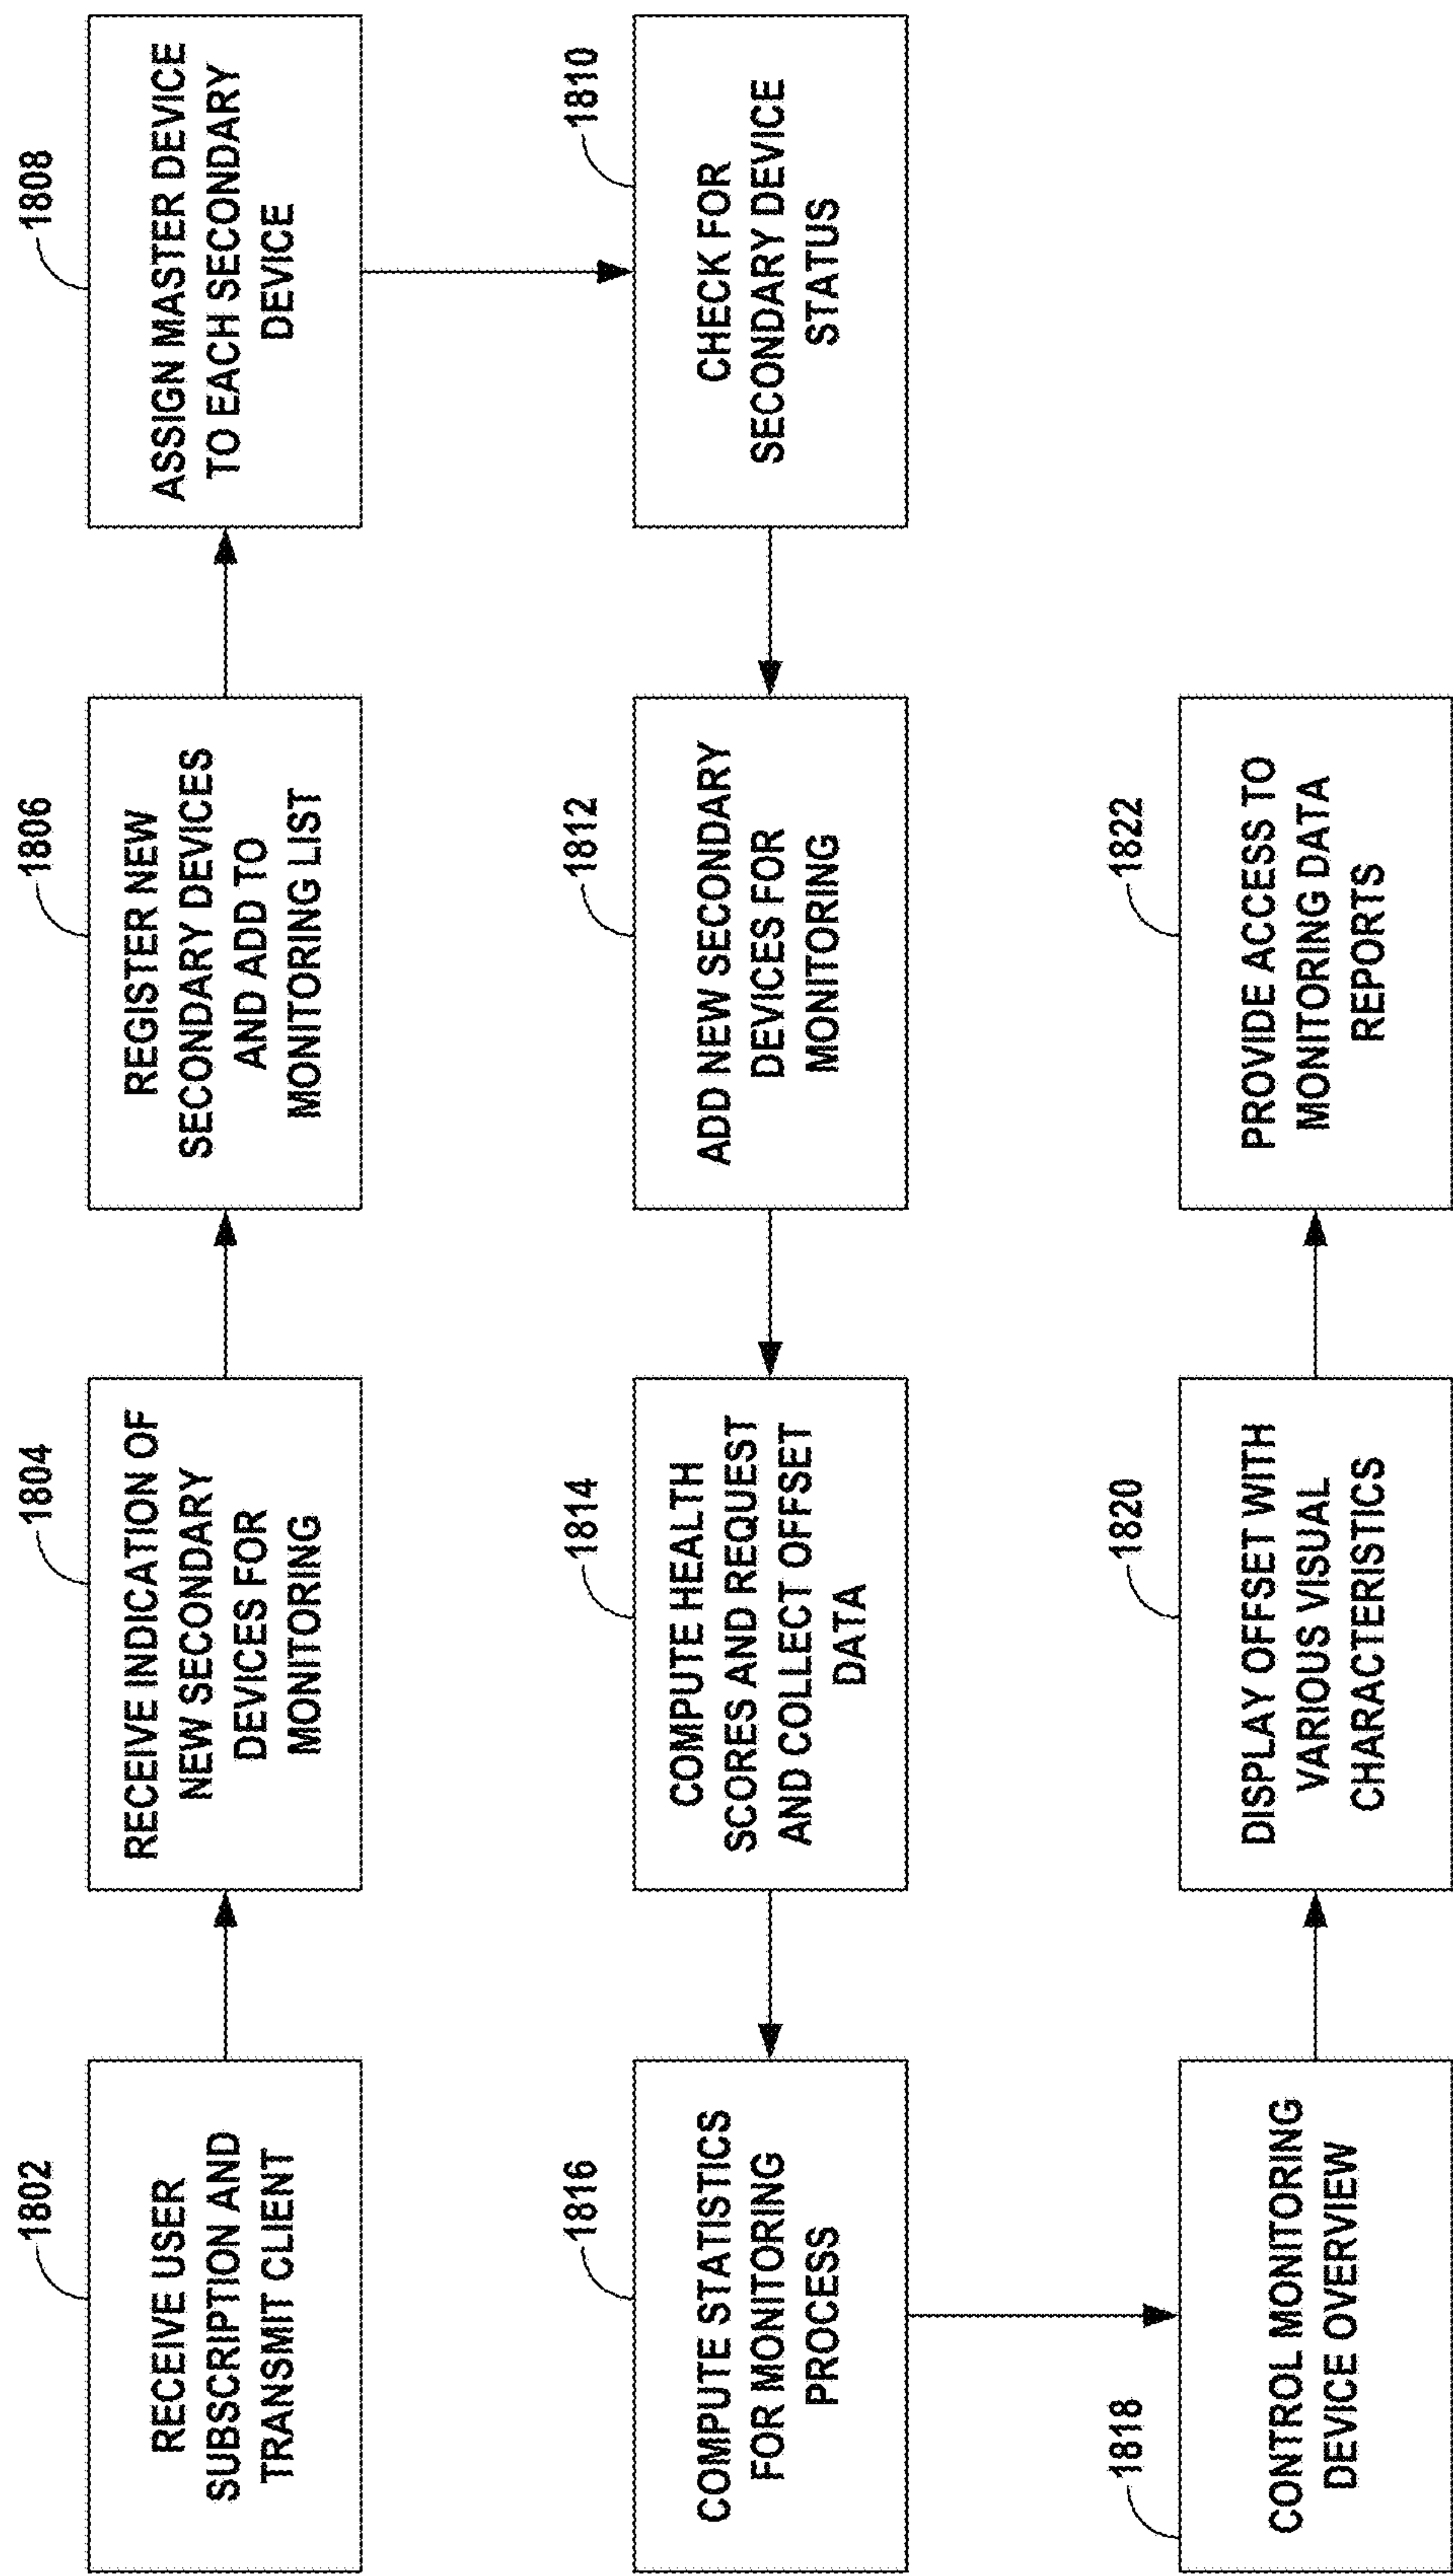 1802
RECEIVE USER
SUBSCRIPTION AND
TRANSMIT CLIENT
1804
RECEIVE INDICATION OF
NEW SECONDARY
DEVICES FOR
MONITORING
1806
REGISTER NEW
SECONDARY DEVICES
AND ADD TO
MONITORING LIST
1808
ASSIGN MASTER DEVICE
TO EACH SECONDARY
DEVICE
1810
CHECK FOR
SECONDARY DEVICE
STATUS
1812
ADD NEW SECONDARY
DEVICES FOR
MONITORING
1814
COMPUTE HEALTH
SCORES AND REQUEST
AND COLLECT OFFSET
DATA
1816
COMPUTE STATISTICS
FOR MONITORING
PROCESS
1818
CONTROL MONITORING
DEVICE OVERVIEW
1820
DISPLAY OFFSET WITH
VARIOUS VISUAL
CHARACTERISTICS
1822
PROVIDE ACCESS TO
MONITORING DATA
REPORTS